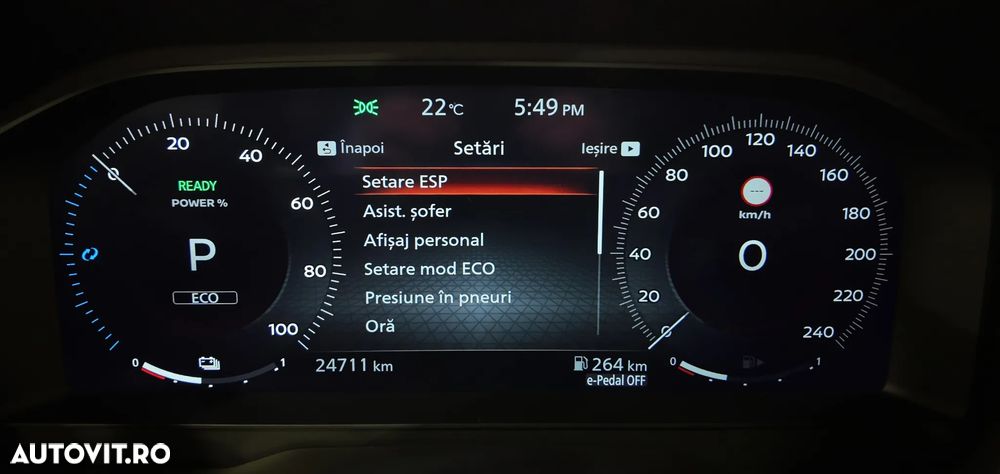 22°C 5:49 PM
Înapoi Setări Ieșire
Setare ESP
Asist. șofer
Afișaj personal
Setare mod ECO
Presiune în pneuri
Oră
0 20 40 60 80 100
READY
POWER %
P
ECO
0 1
24711 km
264 km
e-Pedal OFF
0 20 40 60 80 100 120 140 160 180 200 220 240
---
km/h
0
0 1
AUTOVIT.RO